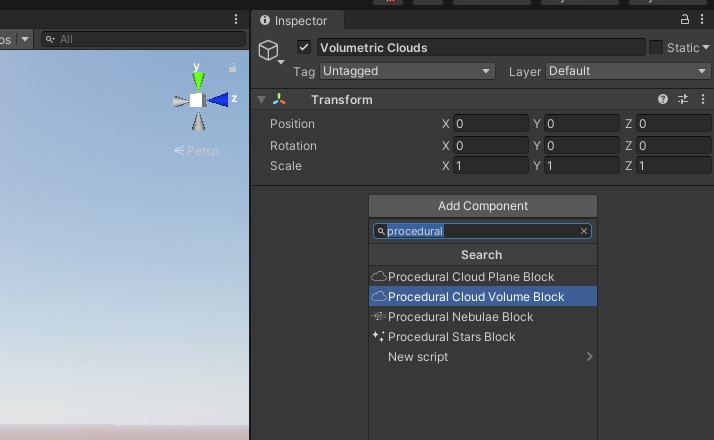 Inspector
os
All
Volumetric Clouds
Static
Tag Untagged
Layer Default
y
z
Persp
Transform
Position X 0 Y 0 Z 0
Rotation X 0 Y 0 Z 0
Scale X 1 Y 1 Z 1
Add Component
procedural
Search
Procedural Cloud Plane Block
Procedural Cloud Volume Block
Procedural Nebulae Block
Procedural Stars Block
New script